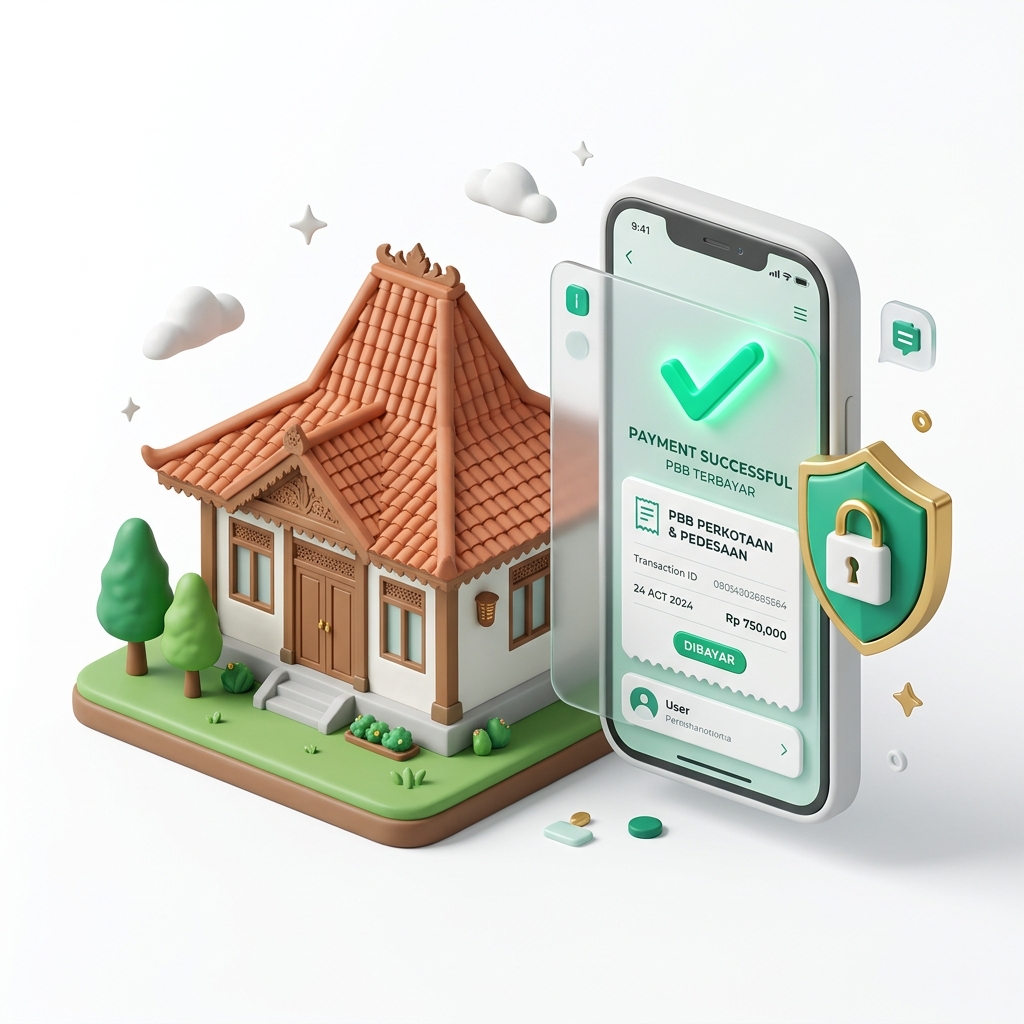 9:41
PAYMENT SUCCESSFUL
PBB TERBAYAR
PBB PERKOTAAN
& PEDESAAN
Transaction ID
24 ACT 2024
Rp 750,000
DIBAYAR
User